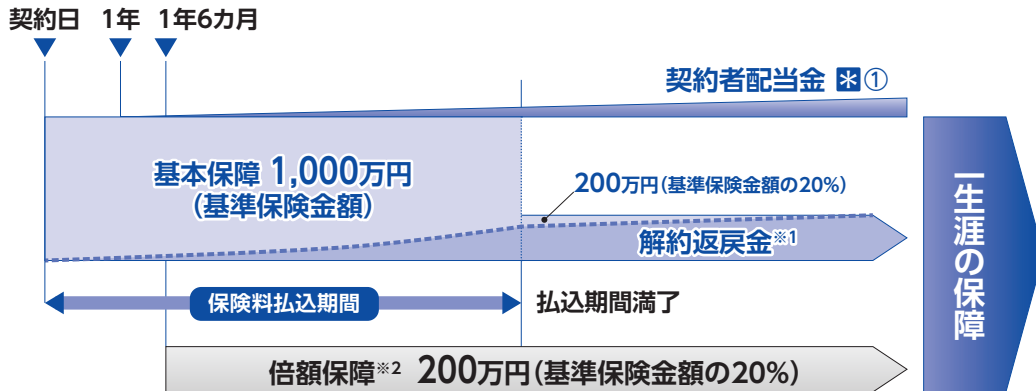 契約日 1年 1年6カ月
契約者配当金 *①
基本保障 1,000万円
(基準保険金額)
200万円(基準保険金額の20%)
解約返戻金※1
保険料払込期間
払込期間満了
倍額保障※2 200万円(基準保険金額の20%)
一生涯の保障